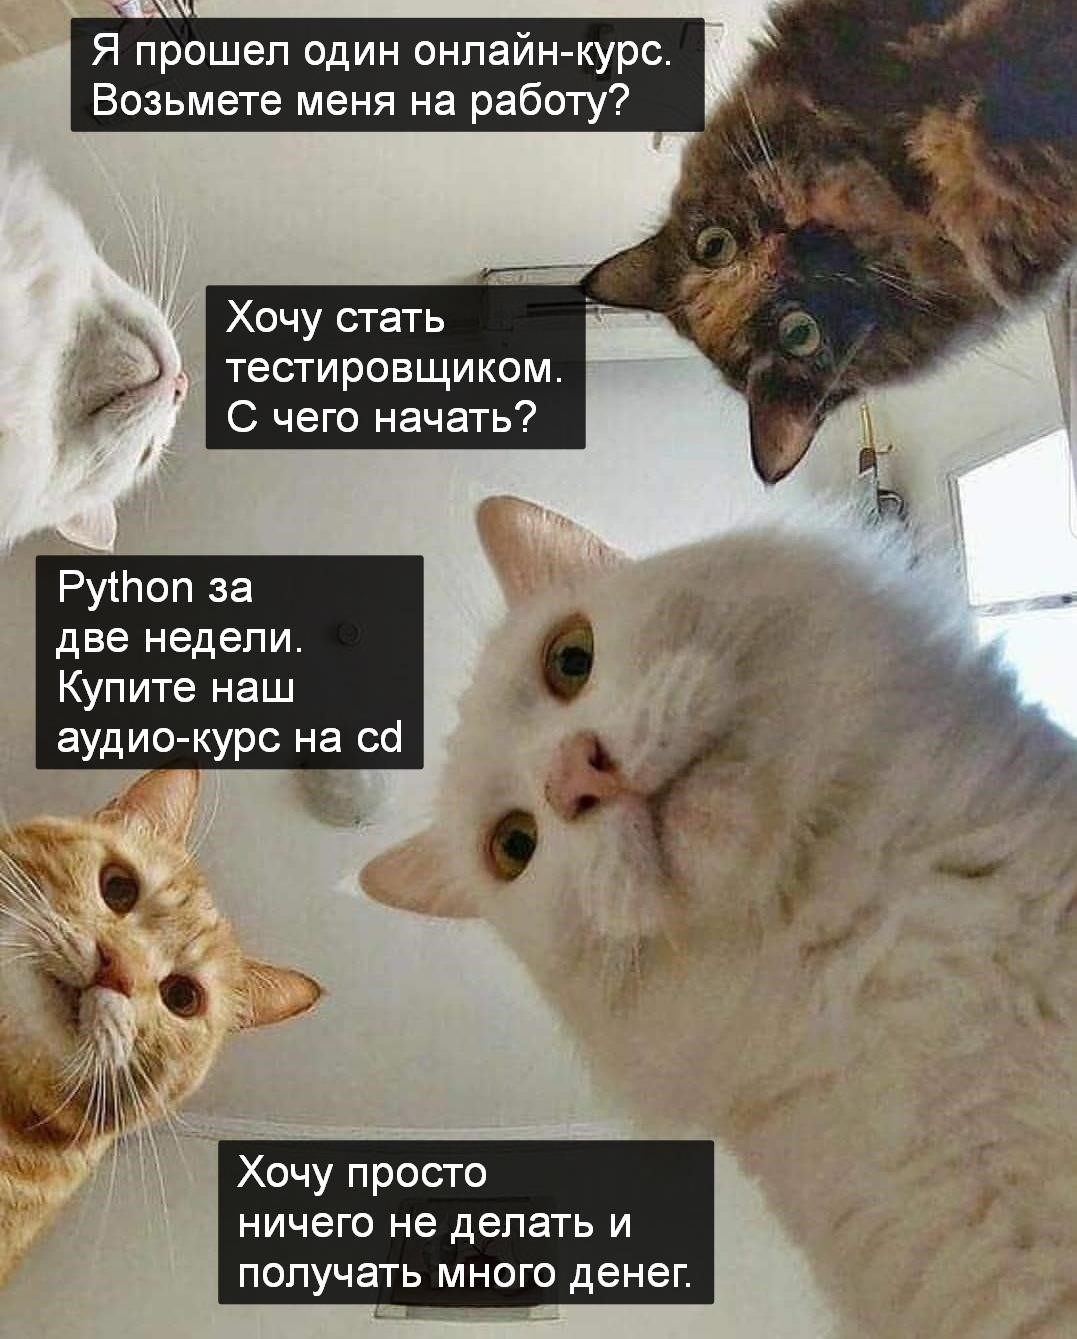 Я прошел один онлайн-курс.
Возьмете меня на работу?
Хочу стать
тестировщиком.
С чего начать?
Python за
две недели.
Купите наш
аудио-курс на cd
Хочу просто
ничего не делать и
получать много денег.